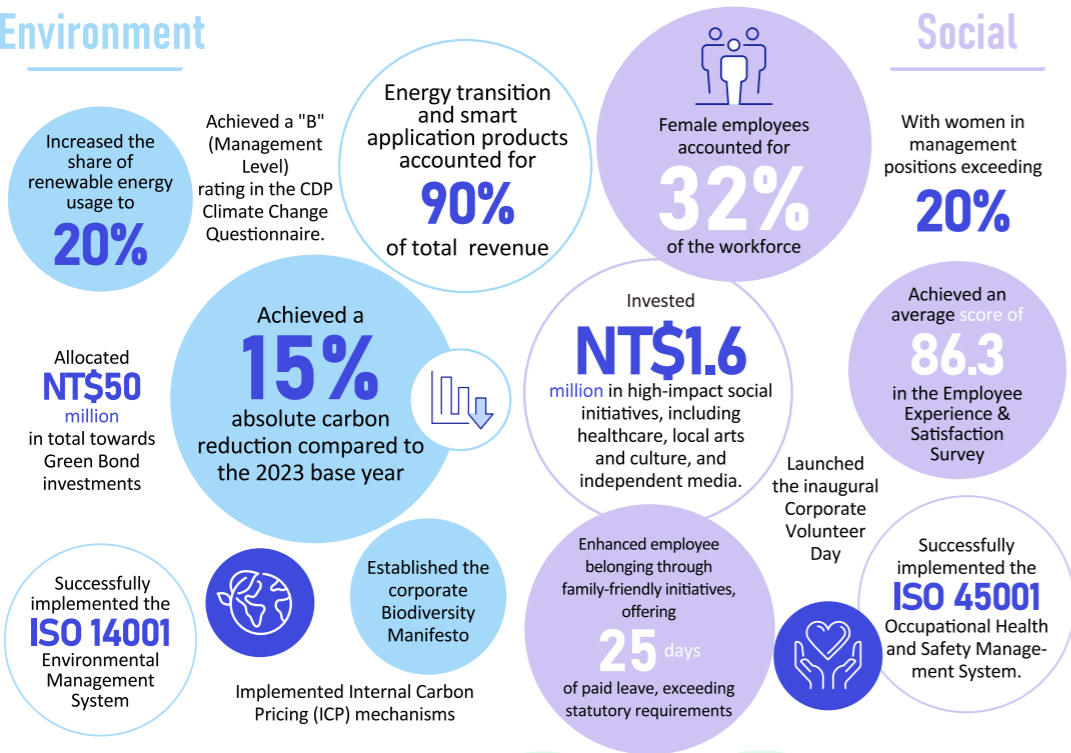 Environment
Increased the
share of
renewable energy
usage to
20%
Achieved a "B"
(Management
Level)
rating in the CDP
Climate Change
Questionnaire.
Energy transition
and smart
application products
accounted for
90%
of total revenue
Allocated
NT$50
million
in total towards
Green Bond
investments
Achieved a
15%
absolute carbon
reduction compared to
the 2023 base year
Successfully
implemented the
ISO 14001
Environmental
Management
System
Established the
corporate
Biodiversity
Manifesto
Implemented Internal Carbon
Pricing (ICP) mechanisms
Social
Female employees
accounted for
32%
of the workforce
With women in
management
positions exceeding
20%
Invested
NT$1.6
million in high-impact social
initiatives, including
healthcare, local arts
and culture, and
independent media.
Achieved an
average score of
86.3
in the Employee
Experience &
Satisfaction
Survey
Launched
the inaugural
Corporate
Volunteer
Day
Enhanced employee
belonging through
family-friendly initiatives,
offering
25 days
of paid leave, exceeding
statutory requirements
Successfully
implemented the
ISO 45001
Occupational Health
and Safety Manage-
ment System.